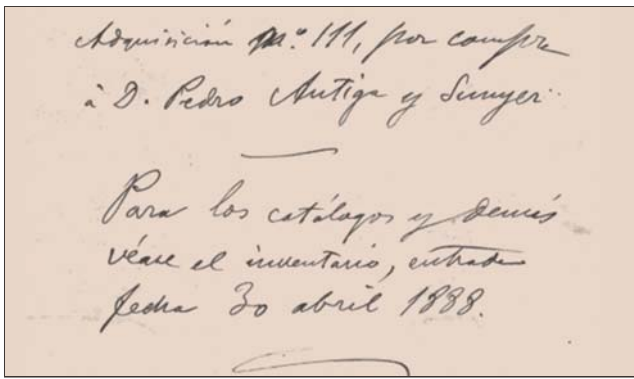 Adquisición n.º 111, por compra
à D. Pedro Antiga y Sunyer.
Para los catálogos y demás
véase el inventario, entrada
fecha 30 abril 1888.